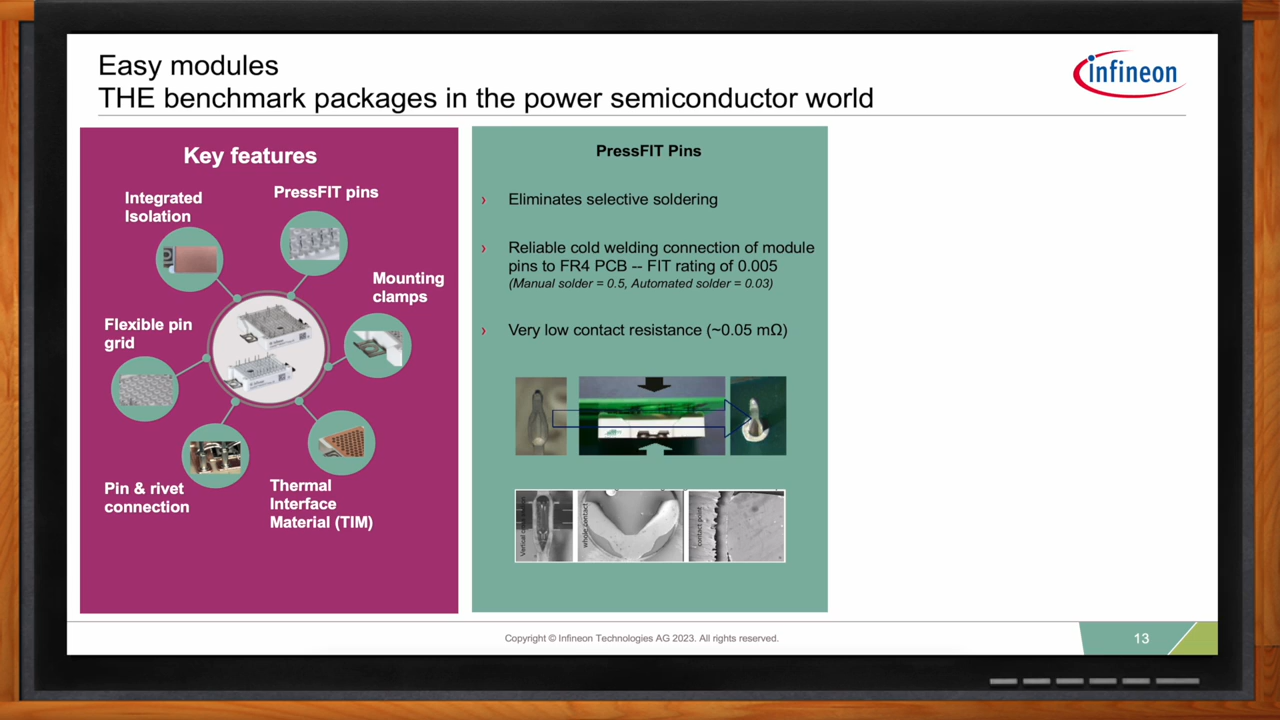 Easy modules
THE benchmark packages in the power semiconductor world
infineon
Key features
Integrated
Isolation
PressFIT pins
Mounting
clamps
Flexible pin
grid
Pin & rivet
connection
Thermal
Interface
Material (TIM)
PressFIT Pins
› Eliminates selective soldering
› Reliable cold welding connection of module
pins to FR4 PCB -- FIT rating of 0.005
(Manual solder = 0.5, Automated solder = 0.03)
› Very low contact resistance (~0.05 mΩ)
Vertical
whole contact
contact point
Copyright © Infineon Technologies AG 2023. All rights reserved.
13